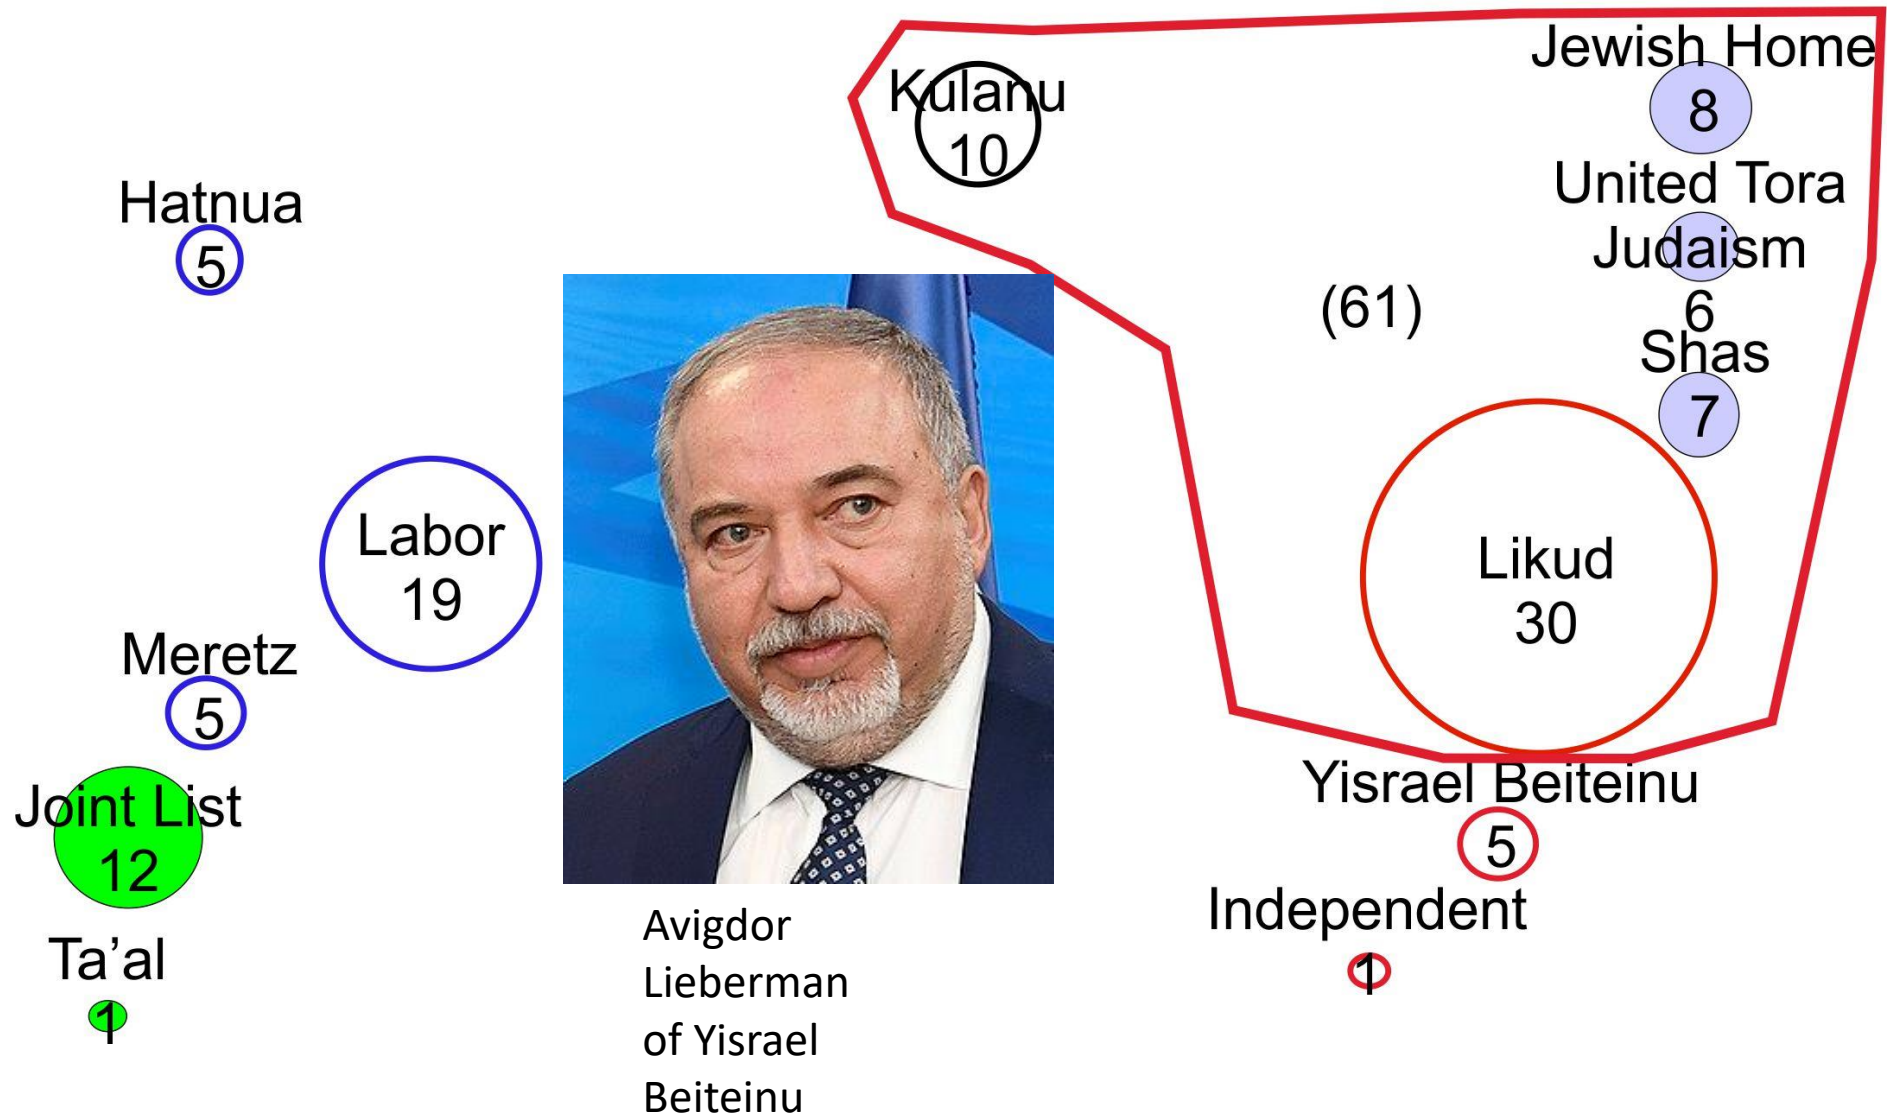 Jewish Home
8
Kulanu
10
United Tora
Judaism
6
Hatnua
5
(61)
Shas
7
Labor
19
Likud
30
Meretz
5
Yisrael Beiteinu
5
Joint List
12
Independent
1
Ta’al
1
Avigdor
Lieberman
of Yisrael
Beiteinu